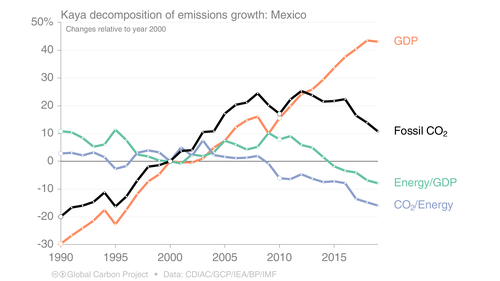 Kaya decomposition of emissions growth: Mexico
Changes relative to year 2000
50%
40
30
20
10
0
-10
-20
-30
GDP
Fossil CO₂
Energy/GDP
CO₂/Energy
1990 1995 2000 2005 2010 2015
Global Carbon Project • Data: CDIAC/GCP/IEA/BP/IMF